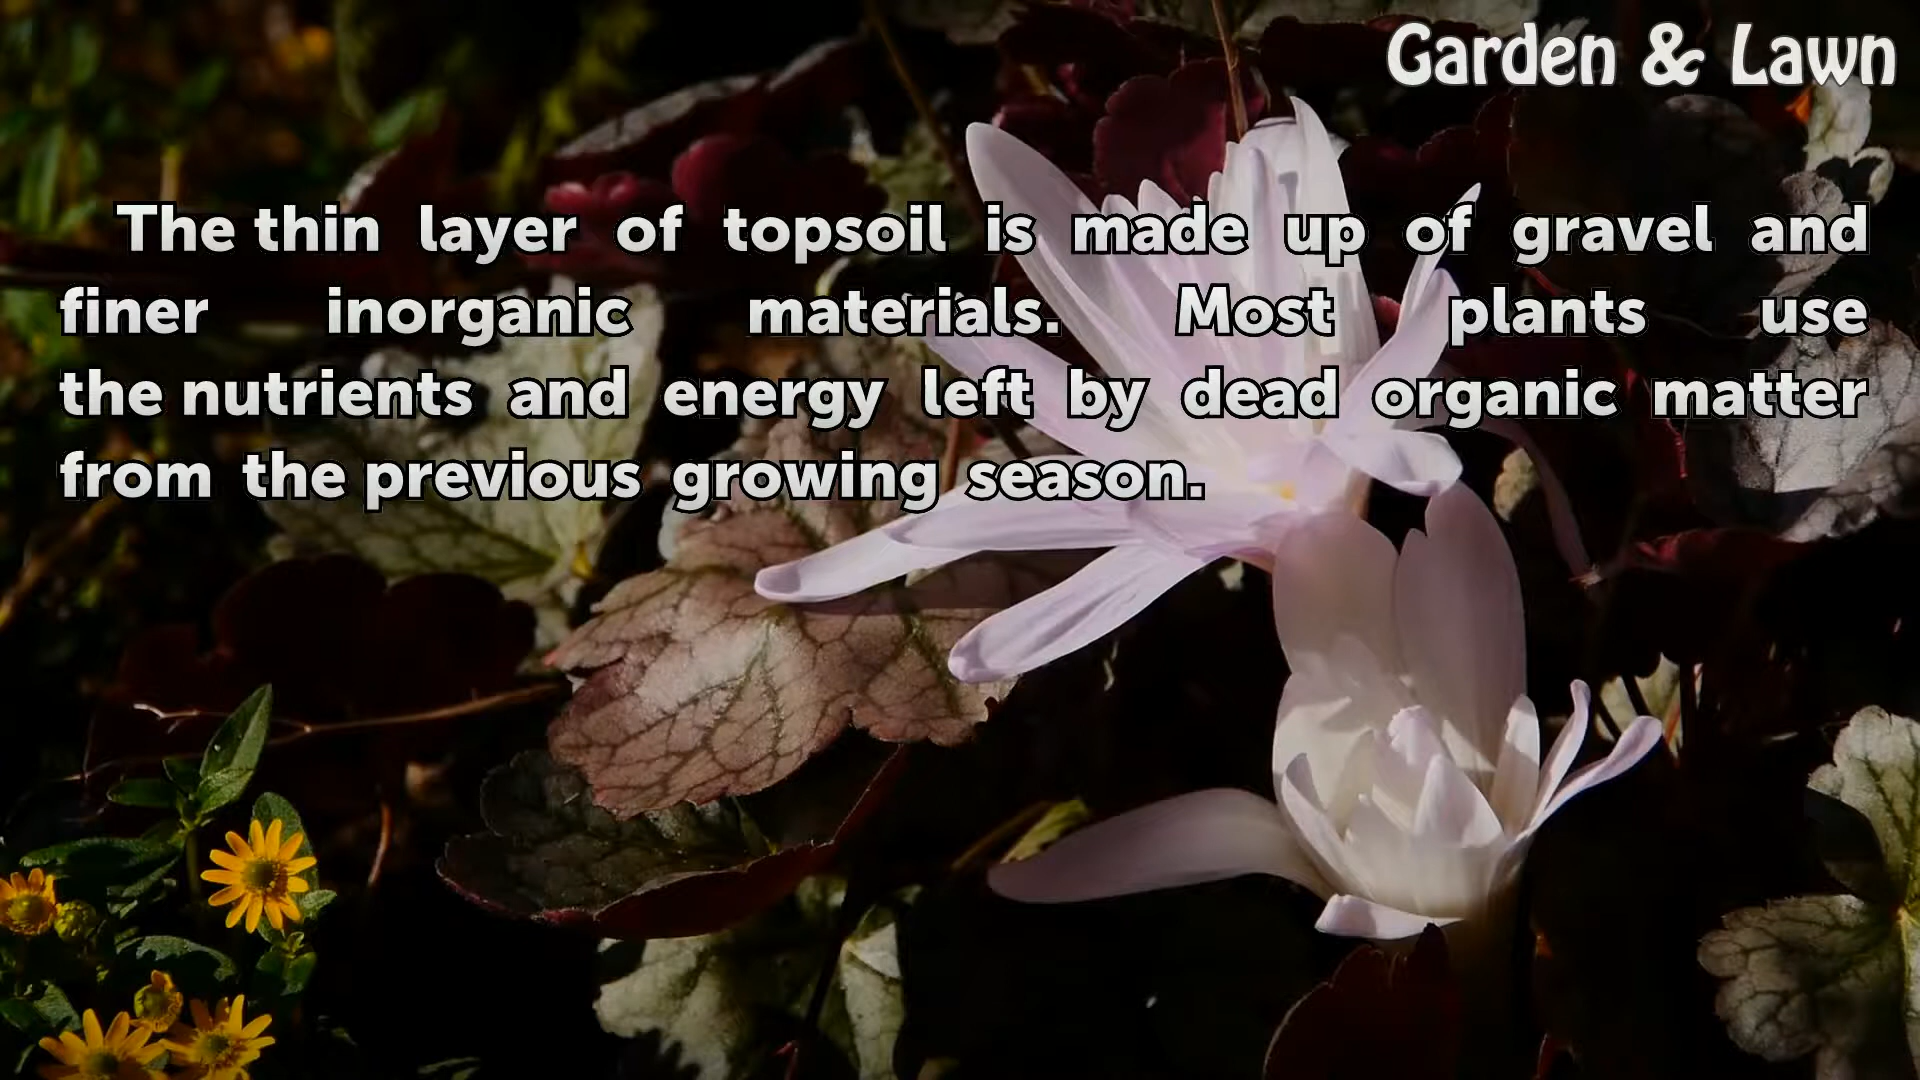 Garden & Lawn
The thin layer of topsoil is made up of gravel and
finer inorganic materials. Most plants use
the nutrients and energy left by dead organic matter
from the previous growing season.